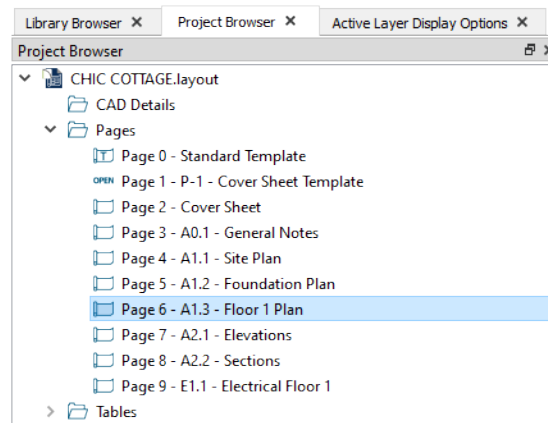 Library Browser Project Browser Active Layer Display Options
Project Browser
CHIC COTTAGE.layout
CAD Details
Pages
Page 0 - Standard Template
OPEN Page 1 - P-1 - Cover Sheet Template
Page 2 - Cover Sheet
Page 3 - A0.1 - General Notes
Page 4 - A1.1 - Site Plan
Page 5 - A1.2 - Foundation Plan
Page 6 - A1.3 - Floor 1 Plan
Page 7 - A2.1 - Elevations
Page 8 - A2.2 - Sections
Page 9 - E1.1 - Electrical Floor 1
Tables